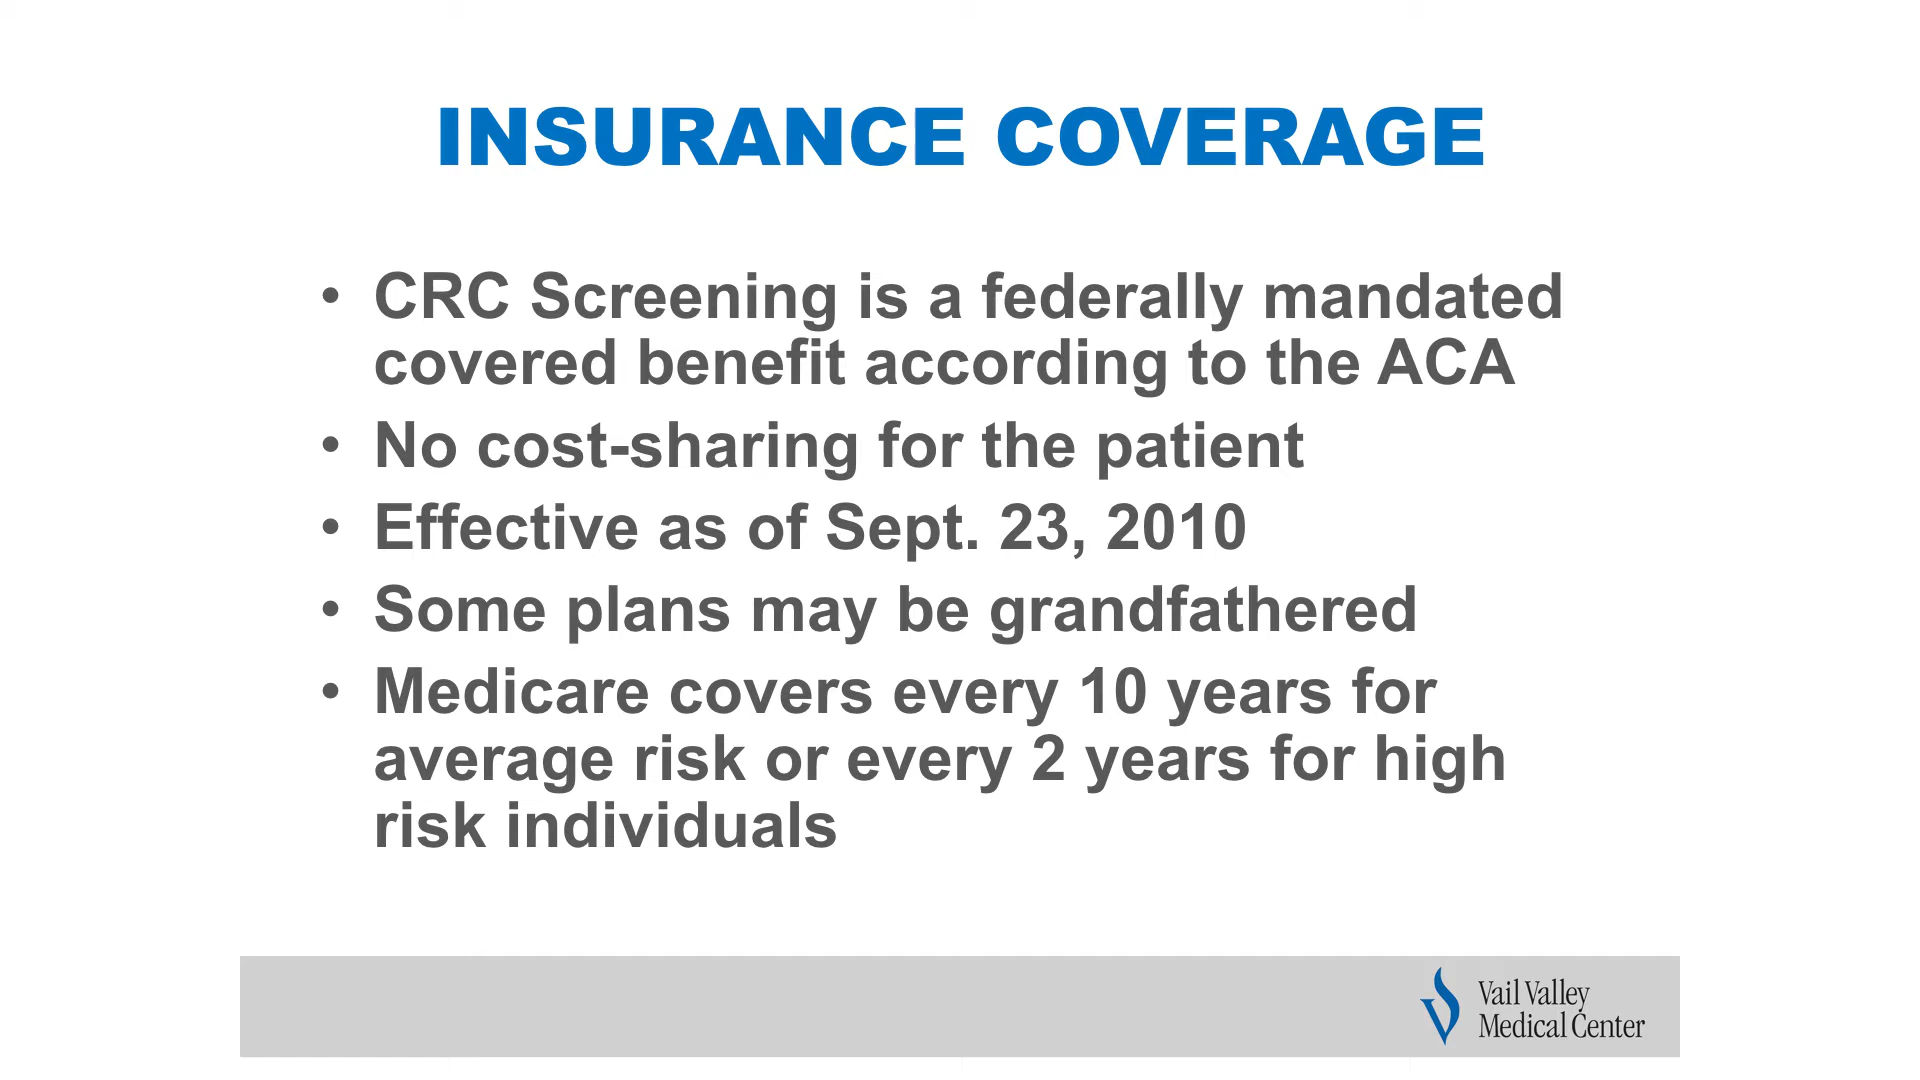 INSURANCE COVERAGE
• CRC Screening is a federally mandated
covered benefit according to the ACA
• No cost-sharing for the patient
• Effective as of Sept. 23, 2010
• Some plans may be grandfathered
• Medicare covers every 10 years for
average risk or every 2 years for high
risk individuals
Vail Valley
Medical Center